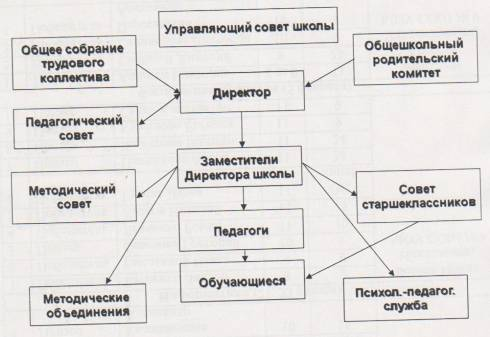 Управляющий совет школы
Общее собрание
трудового
коллектива
Общешкольный
родительский
комитет
Директор
Педагогический
совет
Заместители
Директора школы
Методический
совет
Совет
старшеклассников
Педагоги
Обучающиеся
Методические
объединения
Психол.-педагог.
служба